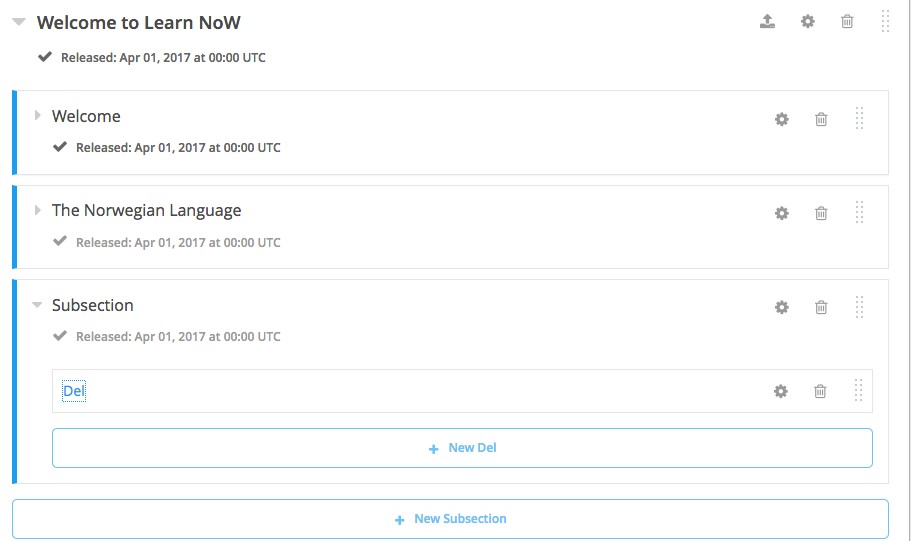 Welcome to Learn NoW
Released: Apr 01, 2017 at 00:00 UTC
Welcome
Released: Apr 01, 2017 at 00:00 UTC
The Norwegian Language
Released: Apr 01, 2017 at 00:00 UTC
Subsection
Released: Apr 01, 2017 at 00:00 UTC
Del
+ New Del
+ New Subsection